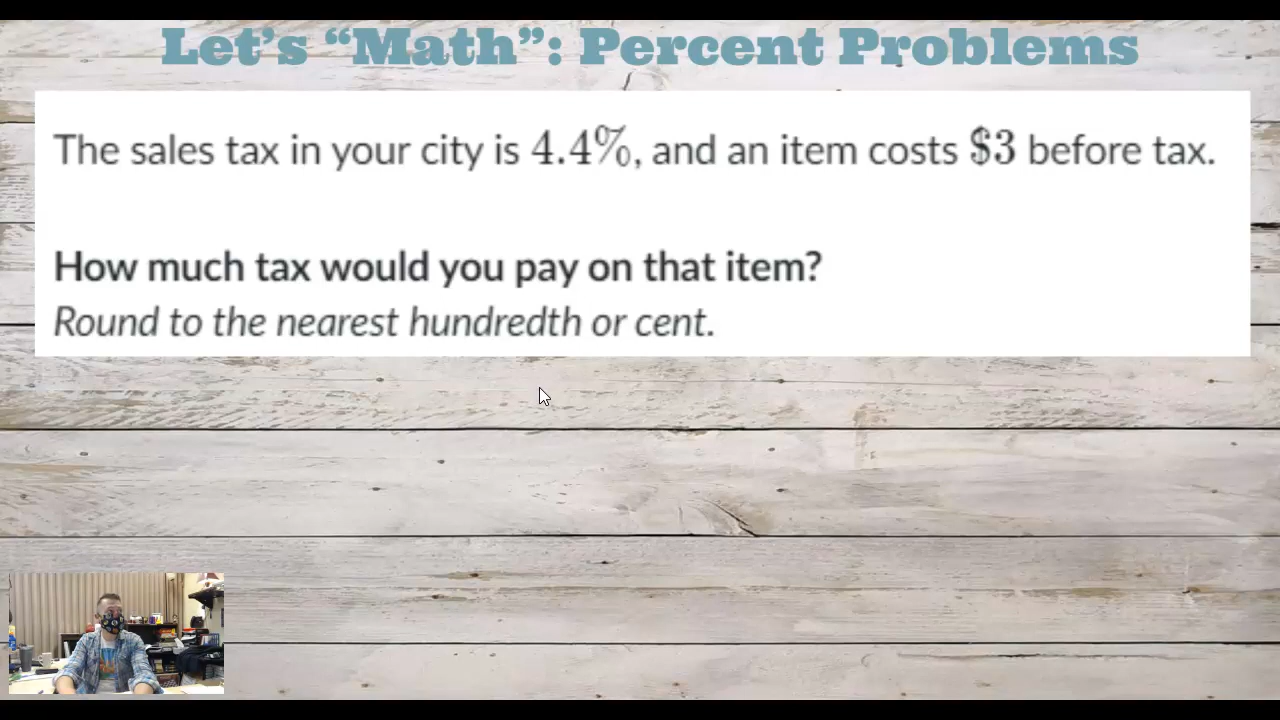 Let's “Math”: Percent Problems
The sales tax in your city is 4.4%, and an item costs $3 before tax.
How much tax would you pay on that item?
Round to the nearest hundredth or cent.